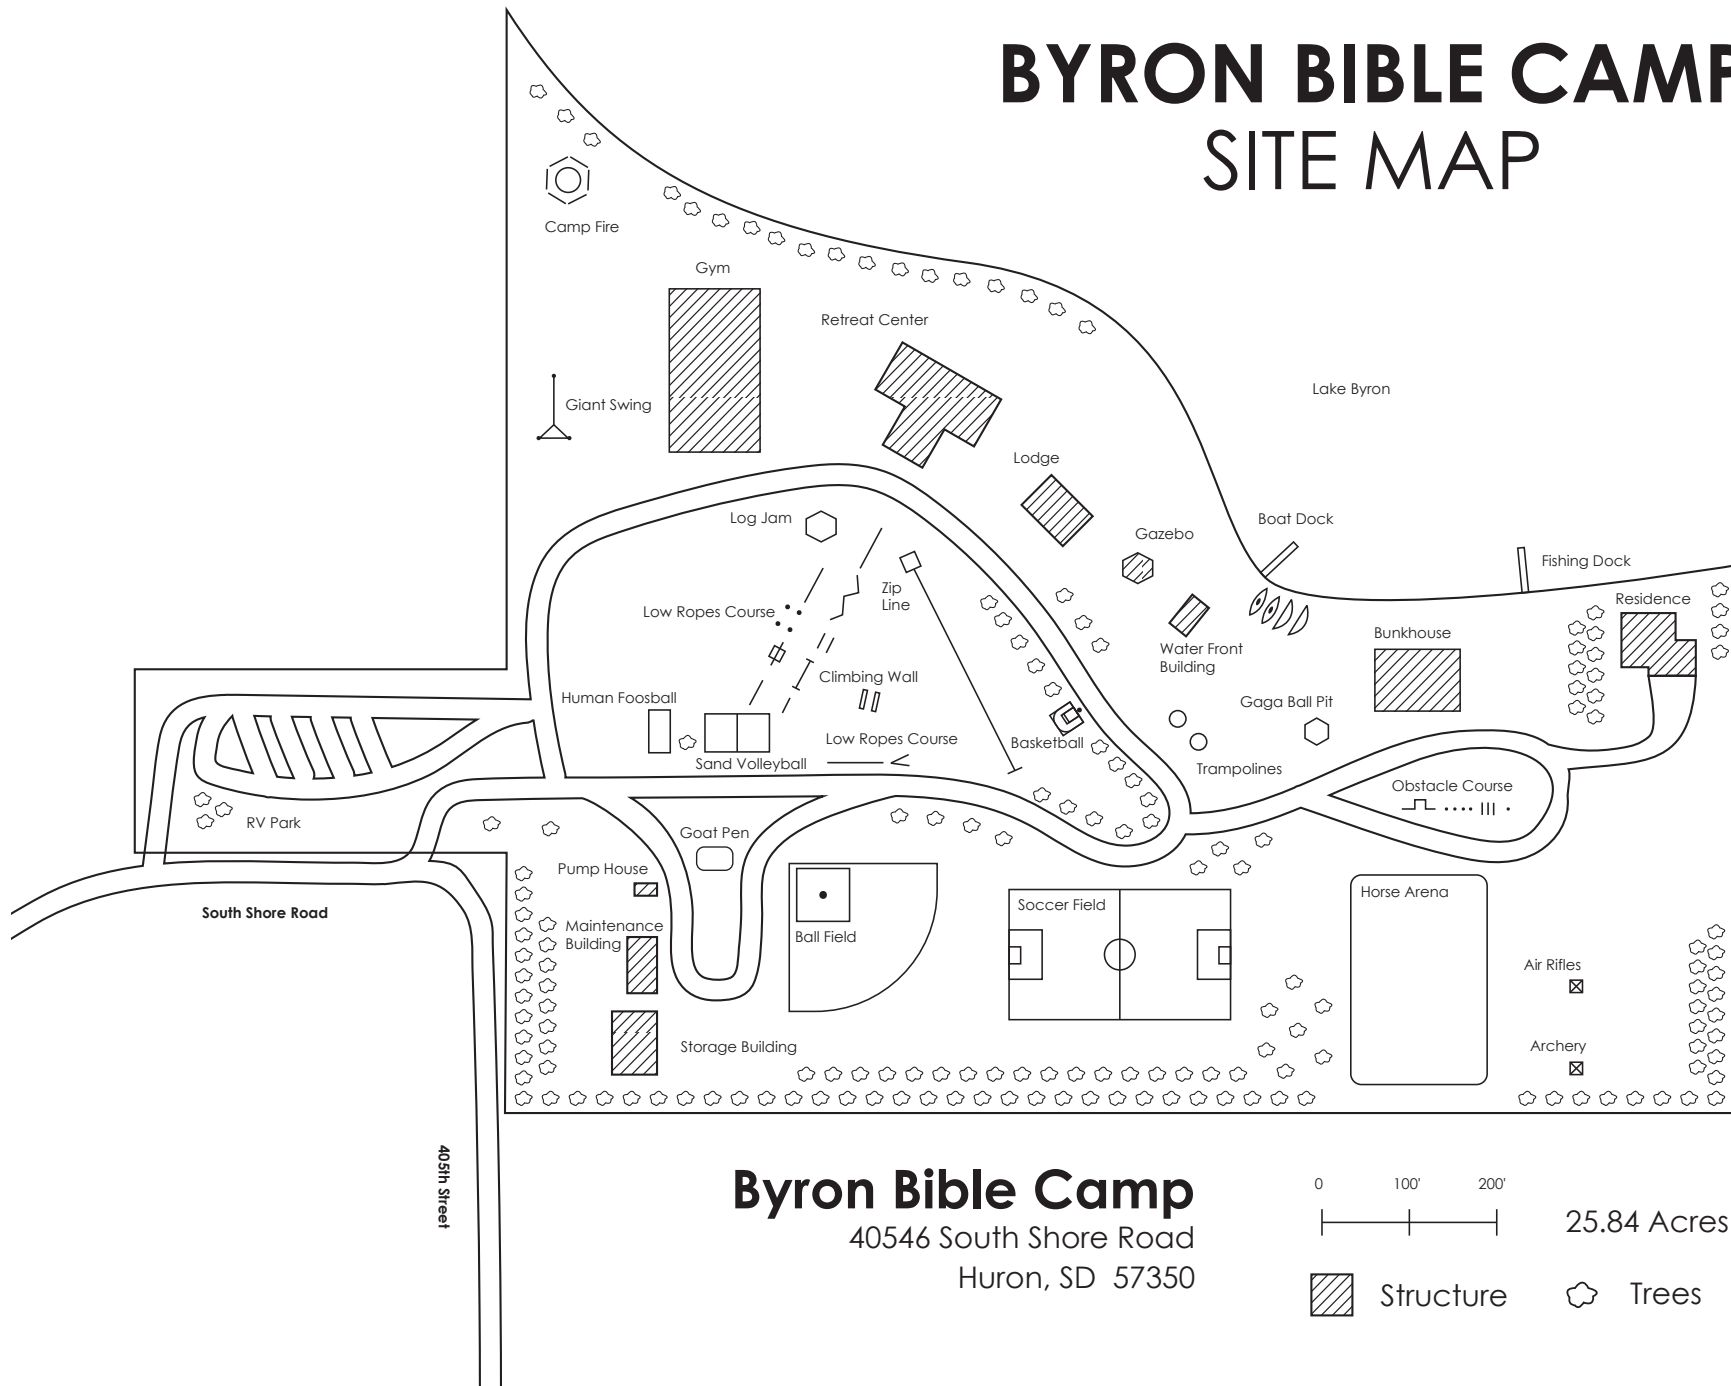 BYRON BIBLE CAMP
SITE MAP
Camp Fire
Gym
Retreat Center
Lake Byron
Giant Swing
Lodge
Log Jam
Boat Dock
Gazebo
Fishing Dock
Zip
Line
Residence
Low Ropes Course
Bunkhouse
Water Front
Building
Climbing Wall
Human Foosball
Gaga Ball Pit
Low Ropes Course
Basketball
Sand Volleyball
Trampolines
Obstacle Course
RV Park
Goat Pen
Pump House
Horse Arena
Soccer Field
South Shore Road
Maintenance
Building
Ball Field
Air Rifles
Storage Building
Archery
405th Street
Byron Bible Camp
40546 South Shore Road
Huron, SD 57350
0 100' 200'
25.84 Acres
Structure
Trees